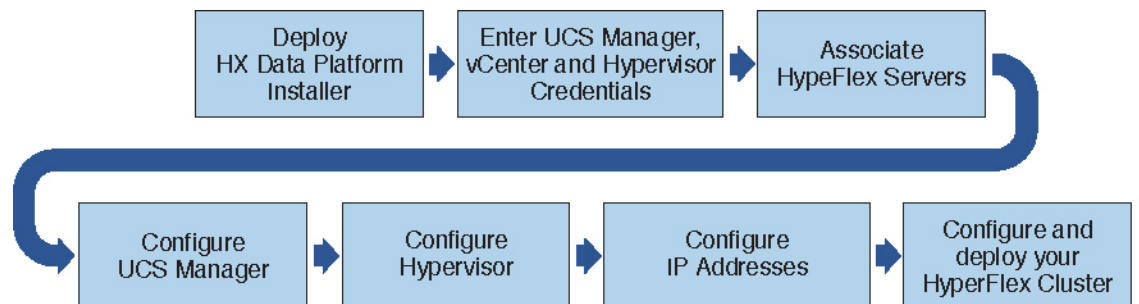 Deploy
HX Data Platform
Installer
Enter UCS Manager,
vCenter and Hypervisor
Credentials
Associate
HypeFlex Servers
Configure
UCS Manager
Configure
Hypervisor
Configure
IP Addresses
Configure and
deploy your
HyperFlex Cluster